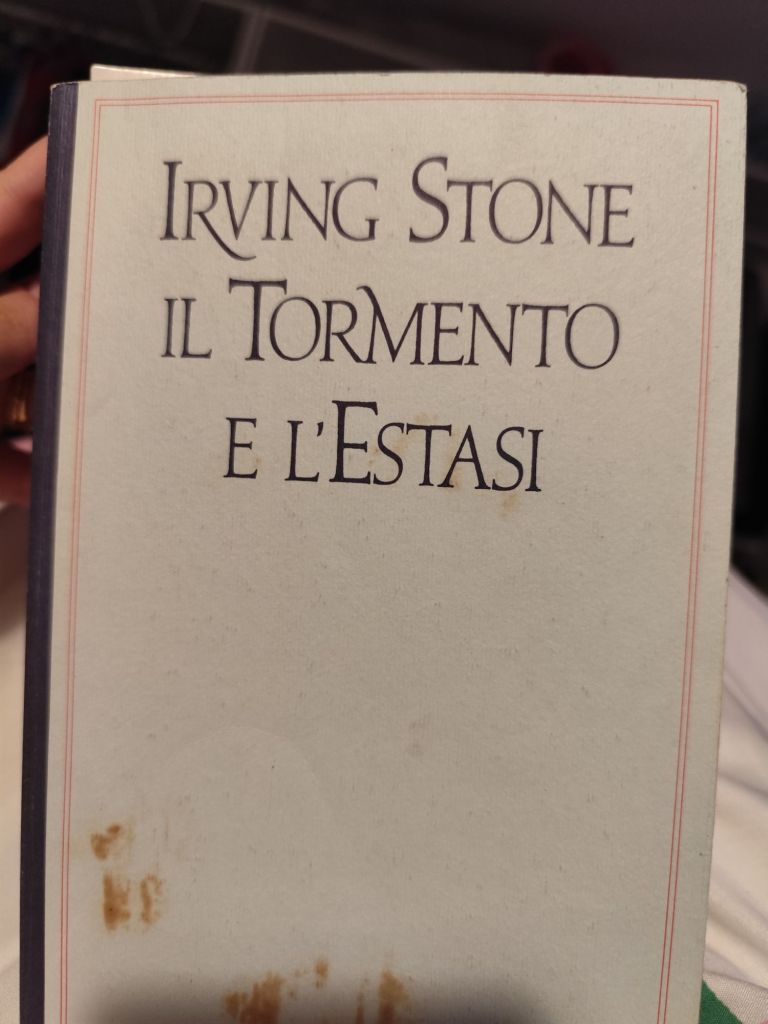 IRVING STONE
IL TORMENTO
E L'ESTASI